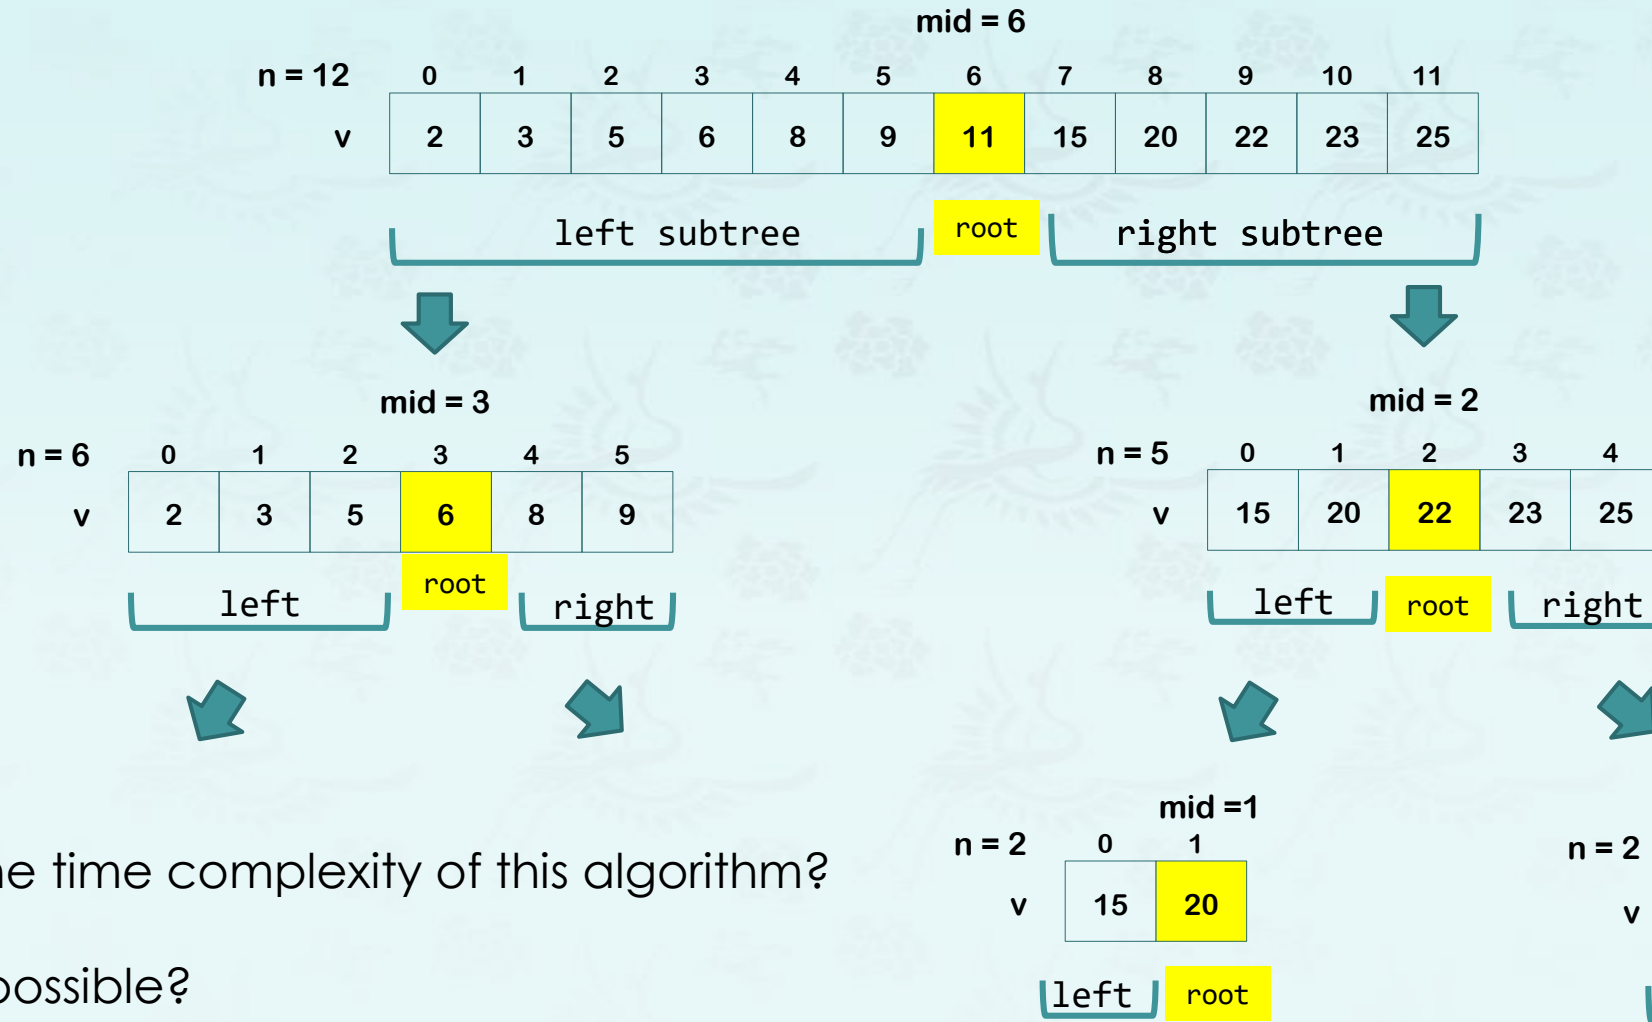 mid = 6
n = 12 0 1 2 3 4 5 6 7 8 9 10 11
v 2 3 5 6 8 9 11 15 20 22 23 25
left subtree root right subtree
mid = 3
n = 6 0 1 2 3 4 5
v 2 3 5 6 8 9
left root right
mid = 2
n = 5 0 1 2 3 4
v 15 20 22 23 25
left root right
time complexity of this algorithm?
possible?
mid =1
n = 2 0 1
v 15 20
left root
n = 2
v